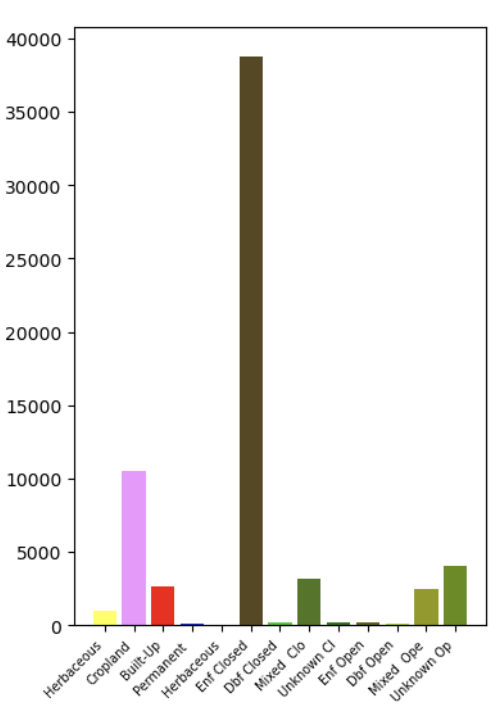 40000
35000
30000
25000
20000
15000
10000
5000
0
Herbaceous
Cropland
Built-Up
Permanent
Herbaceous
Enf Closed
Dbf Closed
Mixed  Clo
Unknown Cl
Enf Open
Dbf Open
Mixed  Ope
Unknown Op